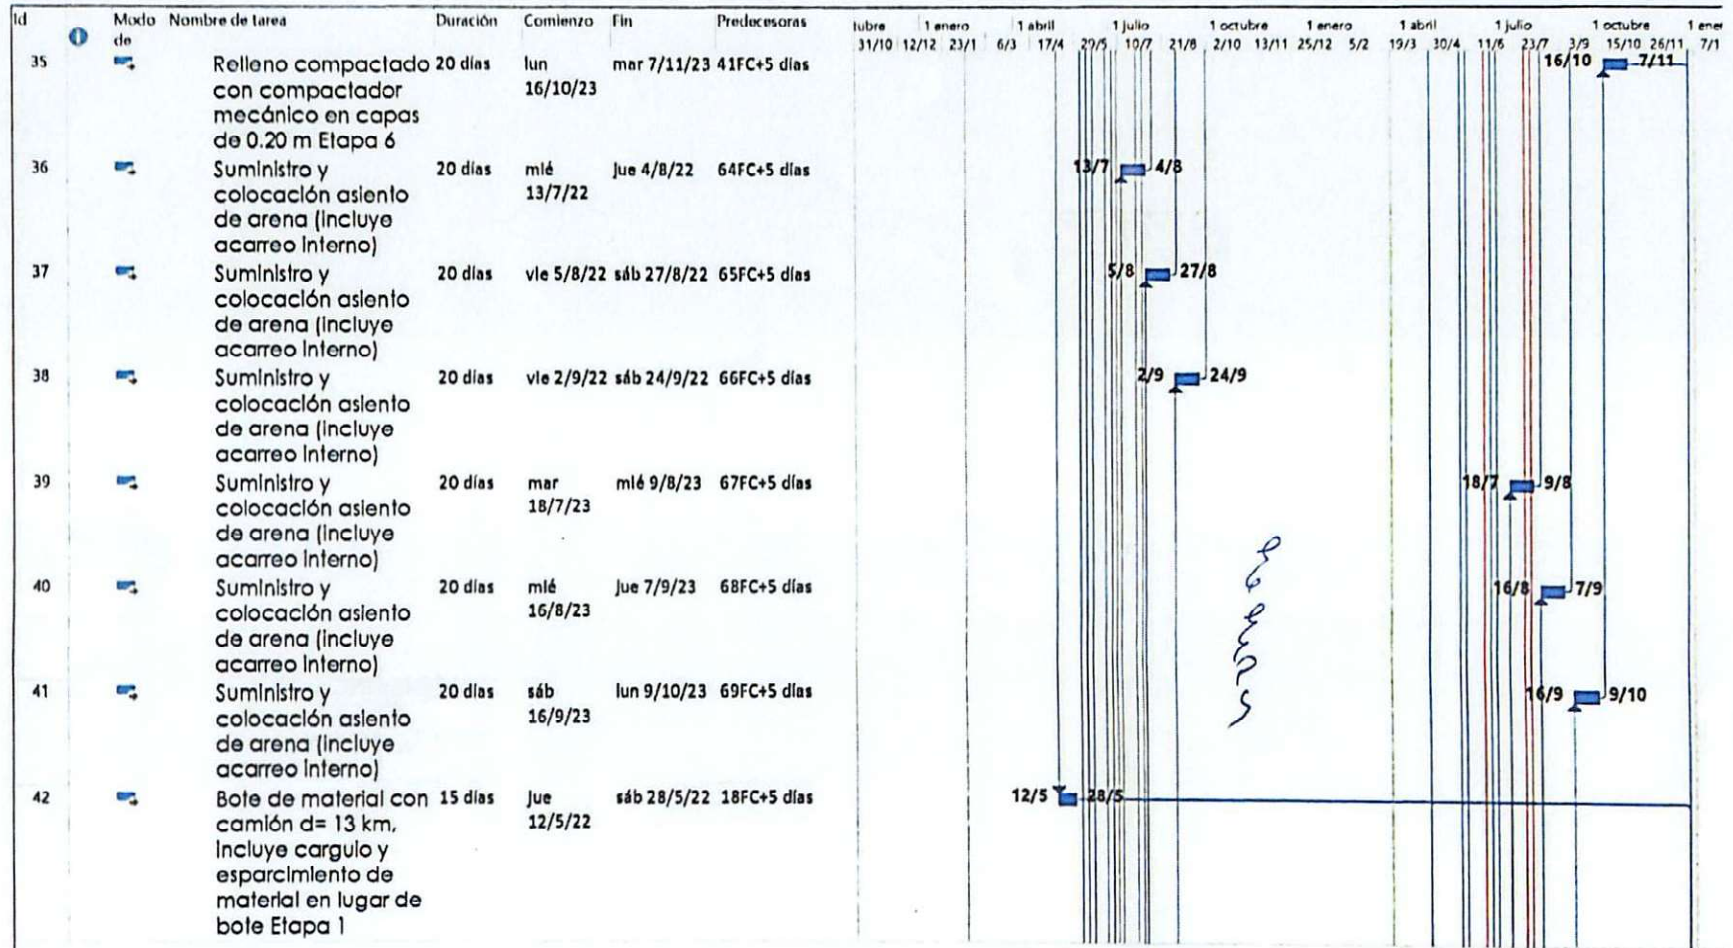 Id Modo de Nombre de tarea Duración Comienzo Fin Predecesoras
tubre 1 enero 1 abril 1 julio 1 octubre 1 enero 1 abril 1 julio 1 octubre 1 ener
31/10 12/12 23/1 6/3 17/4 29/5 10/7 21/8 2/10 13/11 25/12 5/2 19/3 30/4 11/6 23/7 3/9 15/10 26/11 7/1
35 Relleno compactado 20 días lun mar 7/11/23 41FC+5 días 16/10 7/11
con compactador 16/10/23
mecánico en capas
de 0.20 m Etapa 6
36 Suministro y 20 días mié jue 4/8/22 64FC+5 días 13/7 4/8
colocación asiento 13/7/22
de arena (incluye
acarreo interno)
37 Suministro y 20 días vie 5/8/22 sáb 27/8/22 65FC+5 días 5/8 27/8
colocación asiento
de arena (incluye
acarreo interno)
38 Suministro y 20 días vie 2/9/22 sáb 24/9/22 66FC+5 días 2/9 24/9
colocación asiento
de arena (incluye
acarreo interno)
39 Suministro y 20 días mar mié 9/8/23 67FC+5 días 18/7 9/8
colocación asiento 18/7/23
de arena (incluye
acarreo interno)
40 Suministro y 20 días mié jue 7/9/23 68FC+5 días 16/8 7/9
colocación asiento 16/8/23
de arena (incluye
acarreo interno)
41 Suministro y 20 días sáb lun 9/10/23 69FC+5 días 16/9 9/10
colocación asiento 16/9/23
de arena (incluye
acarreo interno)
42 Bote de material con 15 días jue sáb 28/5/22 18FC+5 días 12/5 28/5
camión d= 13 km, 12/5/22
incluye carguio y
esparcimiento de
material en lugar de
bote Etapa 1